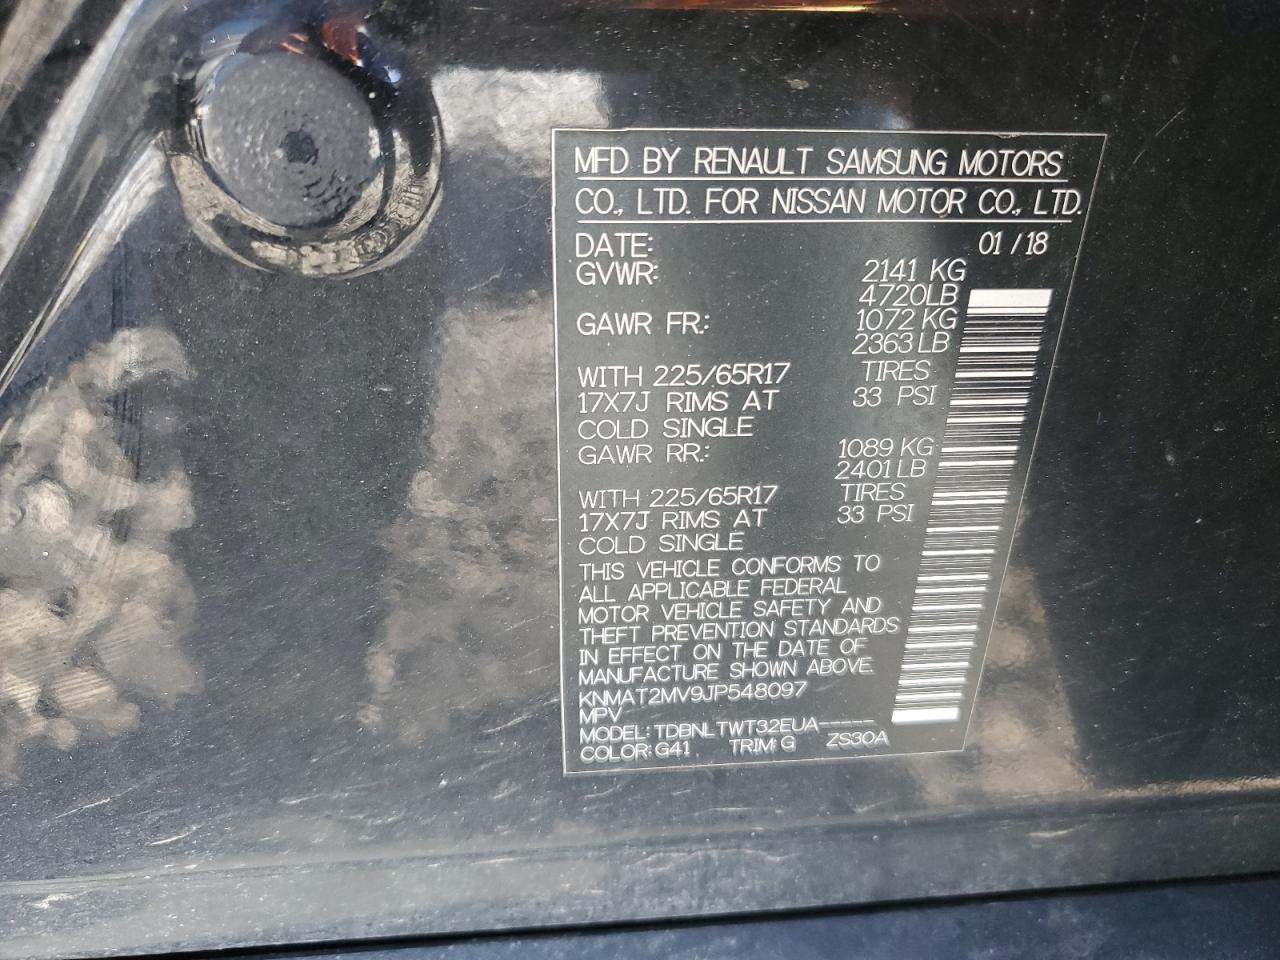 MFD BY RENAULT SAMSUNG MOTORS
CO., LTD. FOR NISSAN MOTOR CO., LTD.
DATE: 01 / 18
GVWR: 2141 KG
4720LB
GAWR FR.: 1072 KG
2363 LB
WITH 225/65R17 TIRES
17X7J RIMS AT 33 PSI
COLD SINGLE
GAWR RR.: 1089 KG
2401 LB
WITH 225/65R17 TIRES
17X7J RIMS AT 33 PSI
COLD SINGLE
THIS VEHICLE CONFORMS TO
ALL APPLICABLE FEDERAL
MOTOR VEHICLE SAFETY AND
THEFT PREVENTION STANDARDS
IN EFFECT ON THE DATE OF
MANUFACTURE SHOWN ABOVE.
KNMAT2MV9JP548097
MPV
MODEL: TDBNLTWT32EUA-----
COLOR: G41 TRIM: G ZS30A